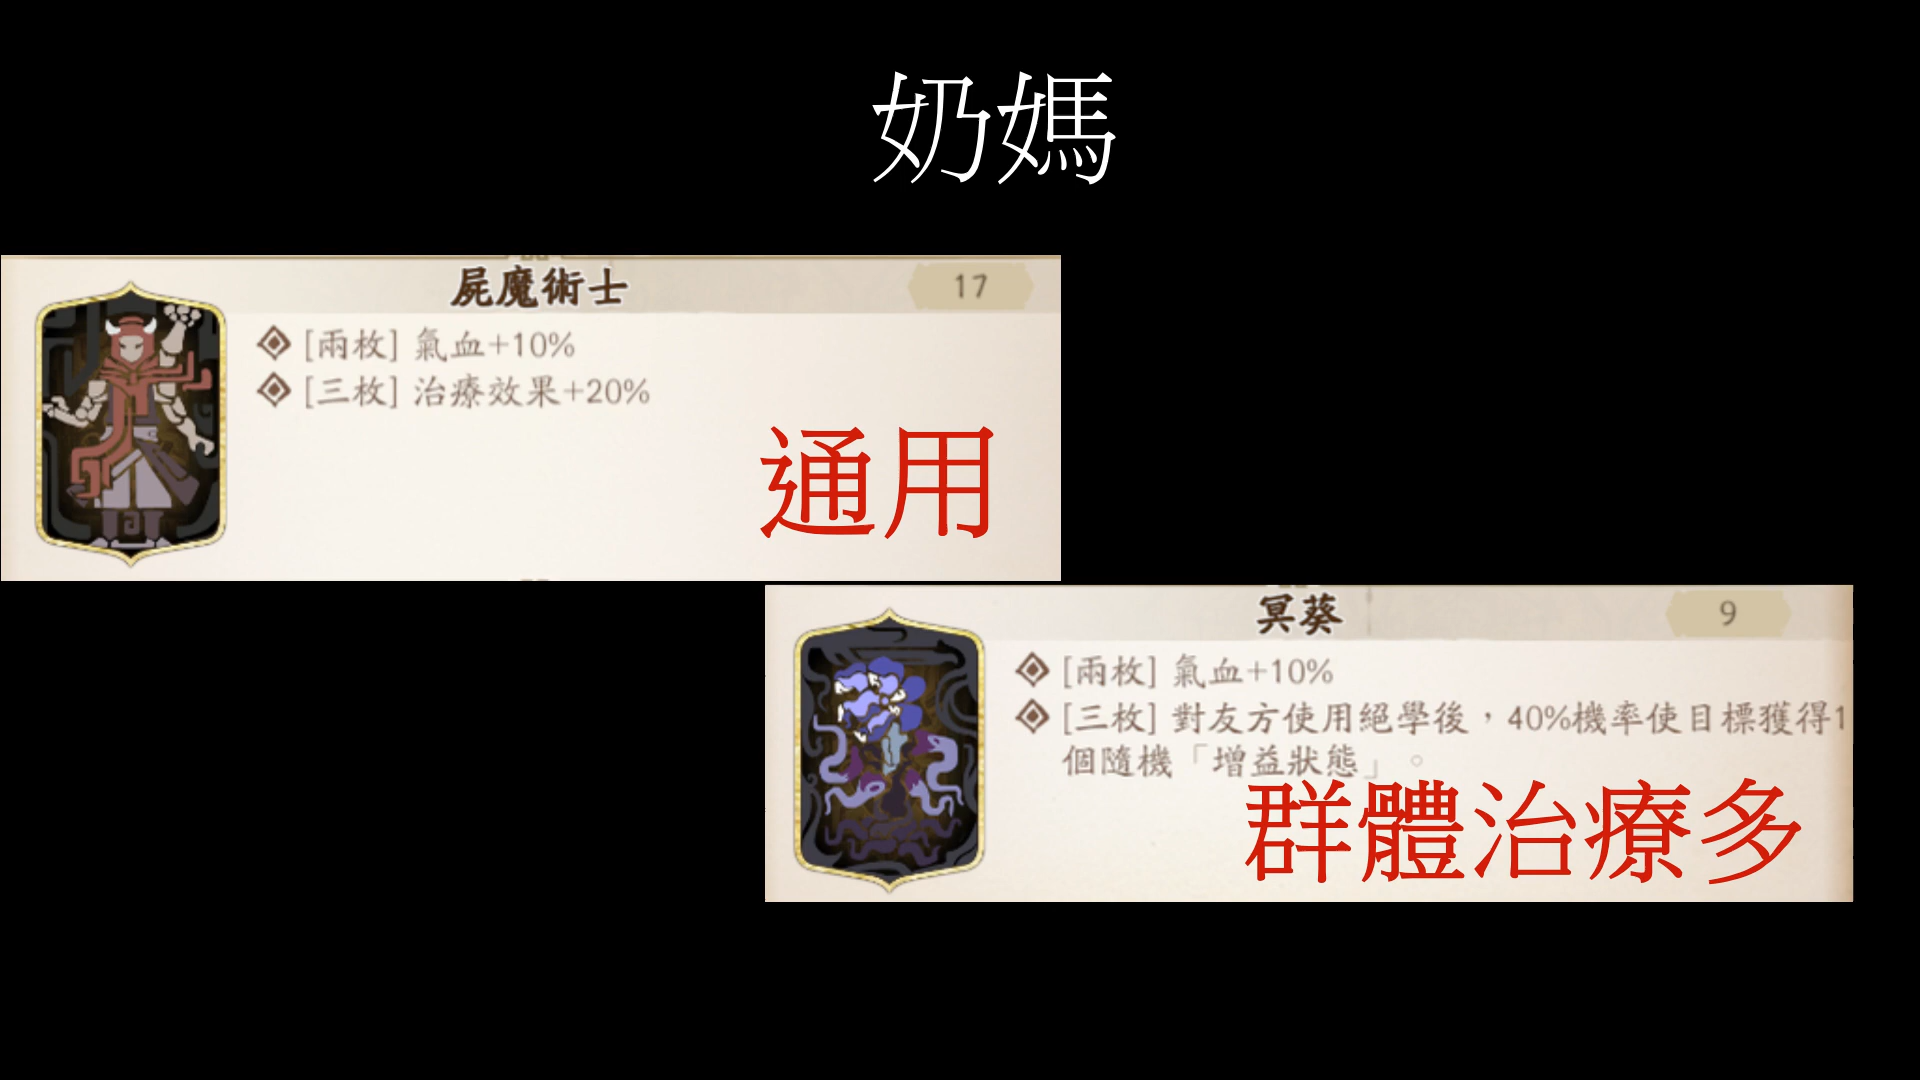 奶媽
屍魔術士
17
[兩枚] 氣血+10%
[三枚] 治療效果+20%
通用
冥葵
9
[兩枚] 氣血+10%
[三枚] 對友方使用絕學後，40%機率使目標獲得1
個隨機「增益狀態」。
群體治療多